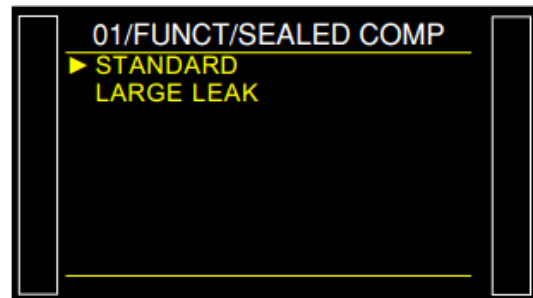 01/FUNCT/SEALED COMP
► STANDARD
LARGE LEAK